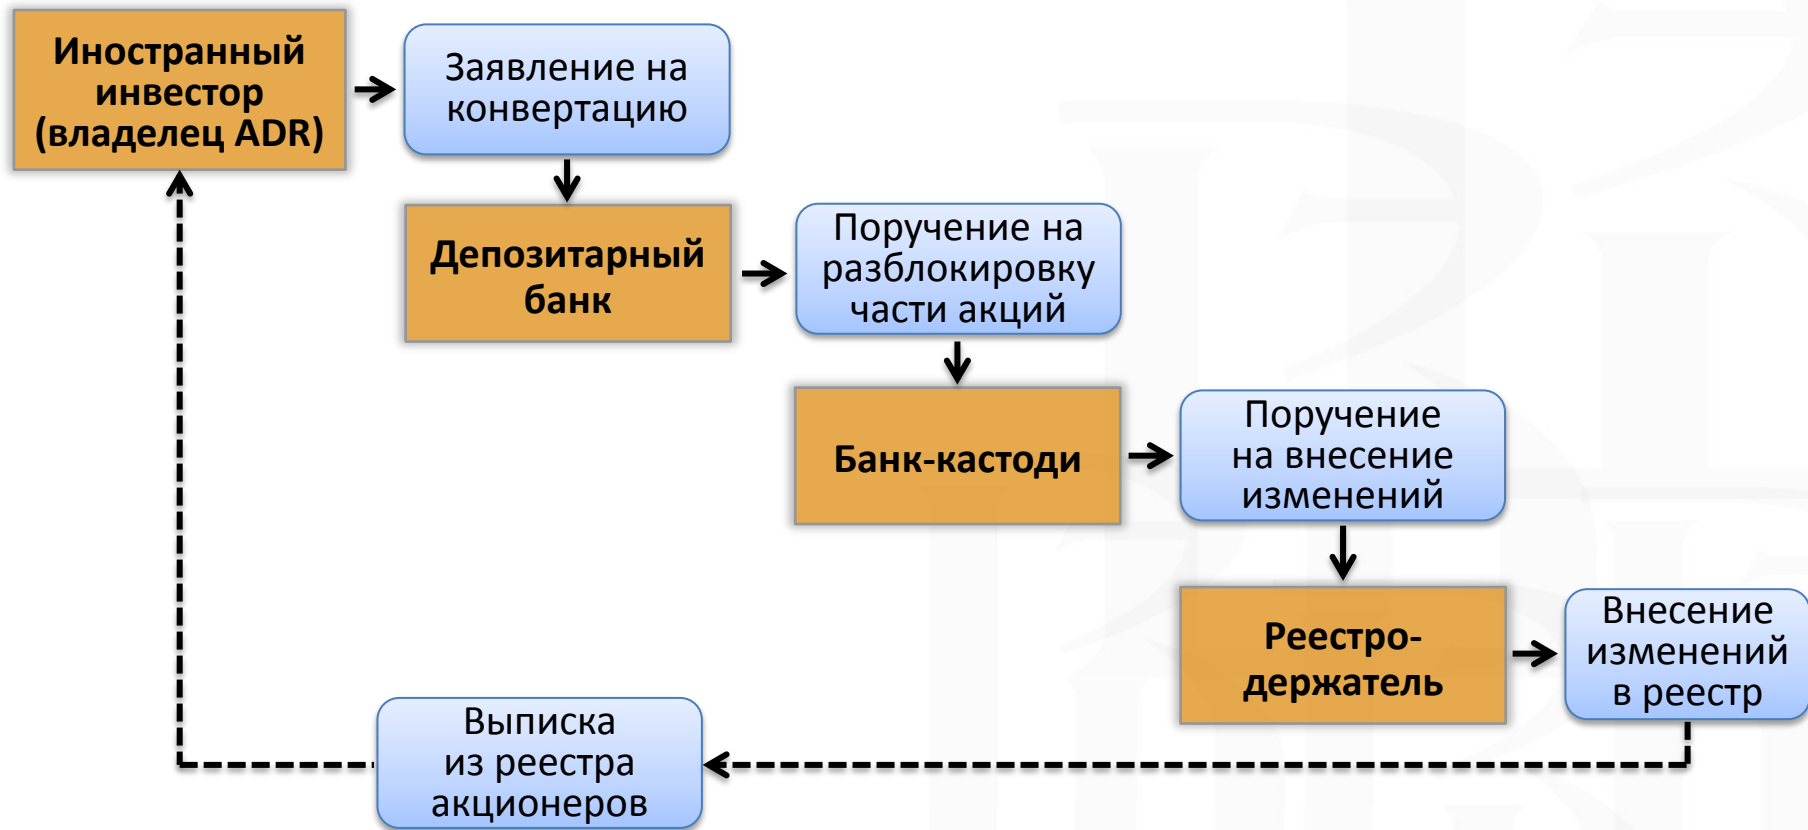 Иностранный
инвестор
(владелец ADR)
Заявление на
конвертацию
Депозитарный
банк
Поручение на
разблокировку
части акций
Банк-кастоди
Поручение
на внесение
изменений
Реестро-
держатель
Внесение
изменений
в реестр
Выписка
из реестра
акционеров